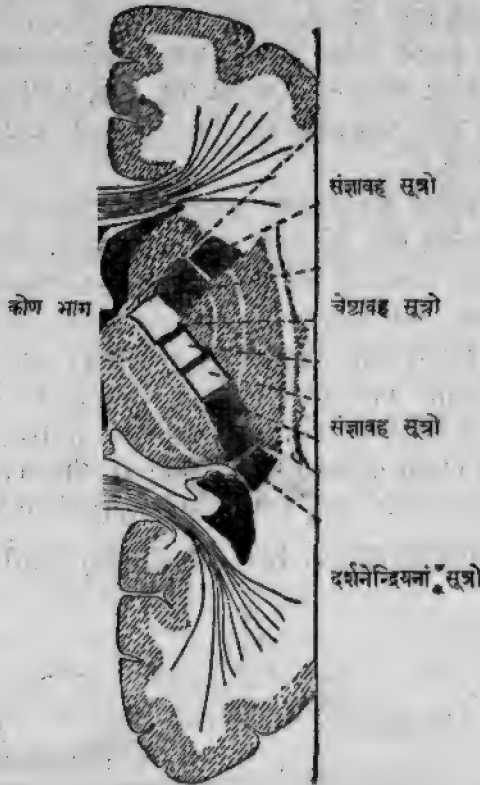 संज्ञावह सूत्रो
कोण भाग
चेष्टावह सूत्रो
संज्ञावह सूत्रो
दर्शनेन्द्रियनां सूत्रो